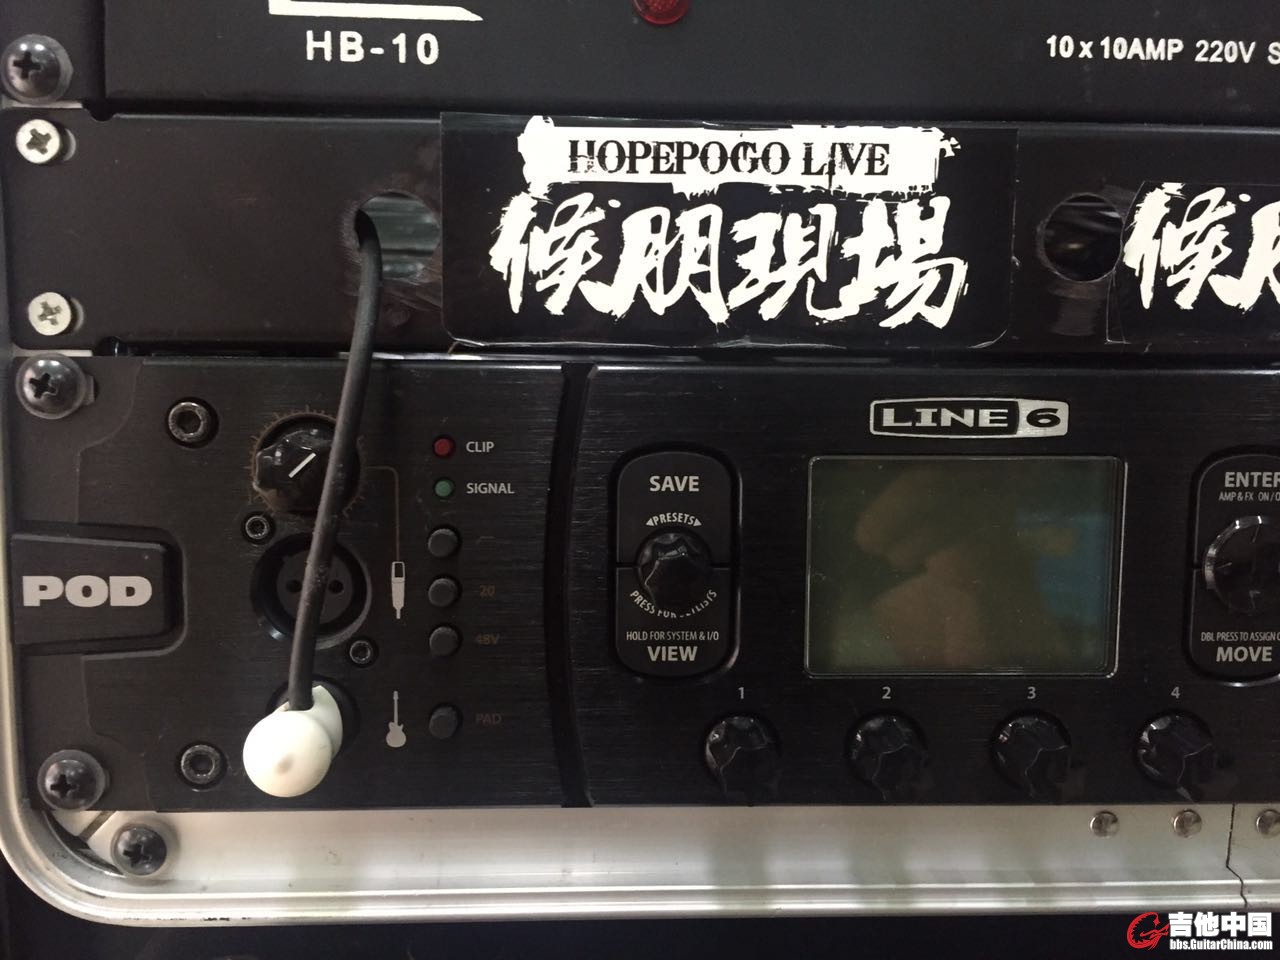 HB-10
10 x 10AMP 220V S
HOPEPOGO LIVE
候朋現場
候朋
LINE 6
CLIP
SIGNAL
-20
48V
PAD
POD
SAVE
◀PRESETS▶
HOLD FOR SYSTEM & I/O
VIEW
ENTER
AMP & FX ON/O
DBL PRESS TO ASSIGN
MOVE
1
2
3
4
吉他中国
bbs.GuitarChina.com